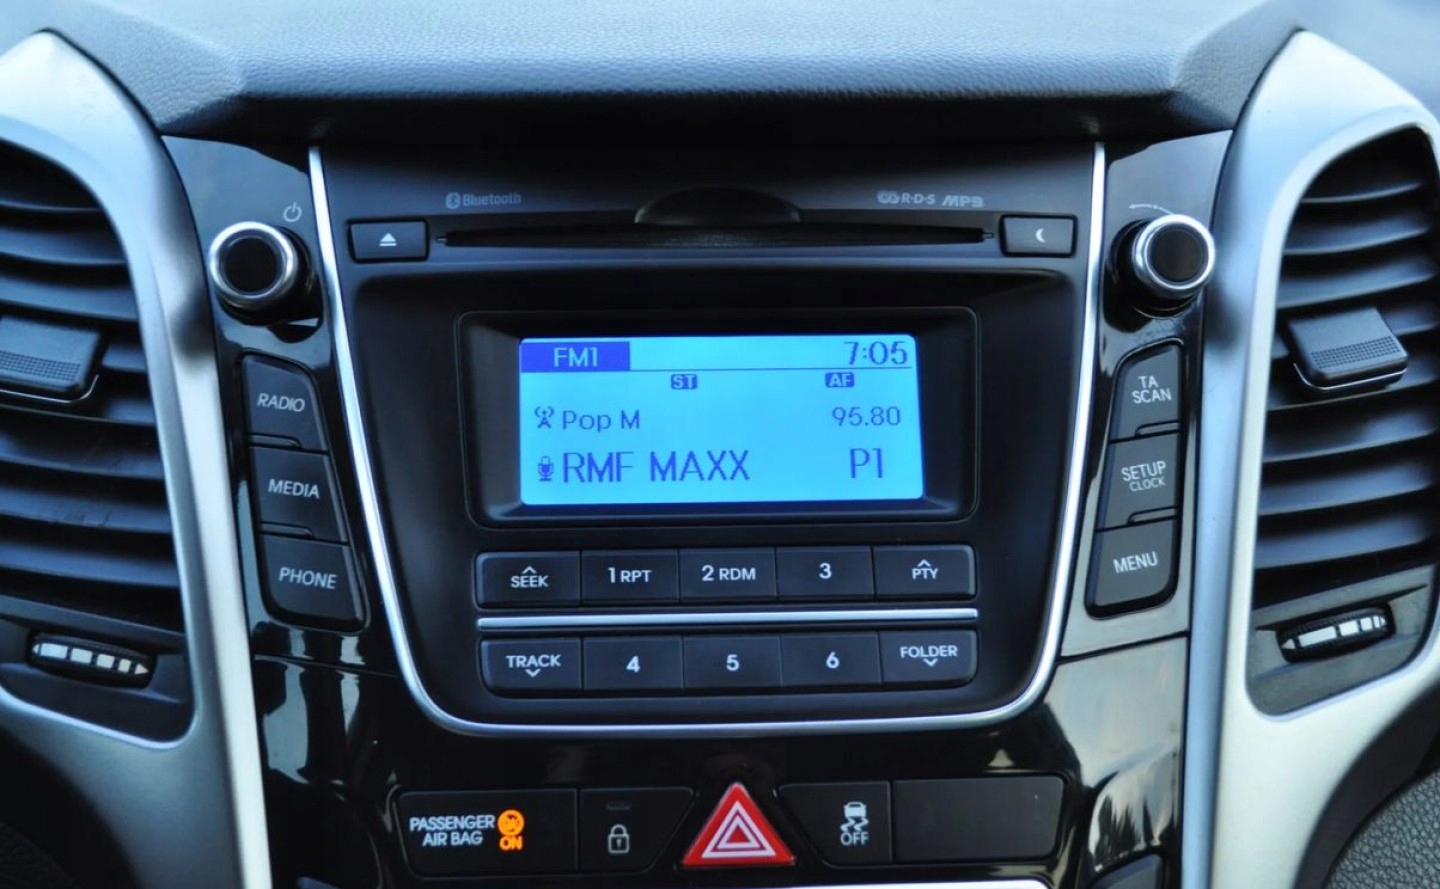 Bluetooth
R·D·S MP3
FM1 7:05
ST AF
Pop M 95.80
RMF MAXX P1
RADIO
MEDIA
PHONE
TA
SCAN
SETUP
CLOCK
MENU
SEEK 1 RPT 2 RDM 3 PTY
TRACK 4 5 6 FOLDER
PASSENGER
AIR BAG ON
OFF